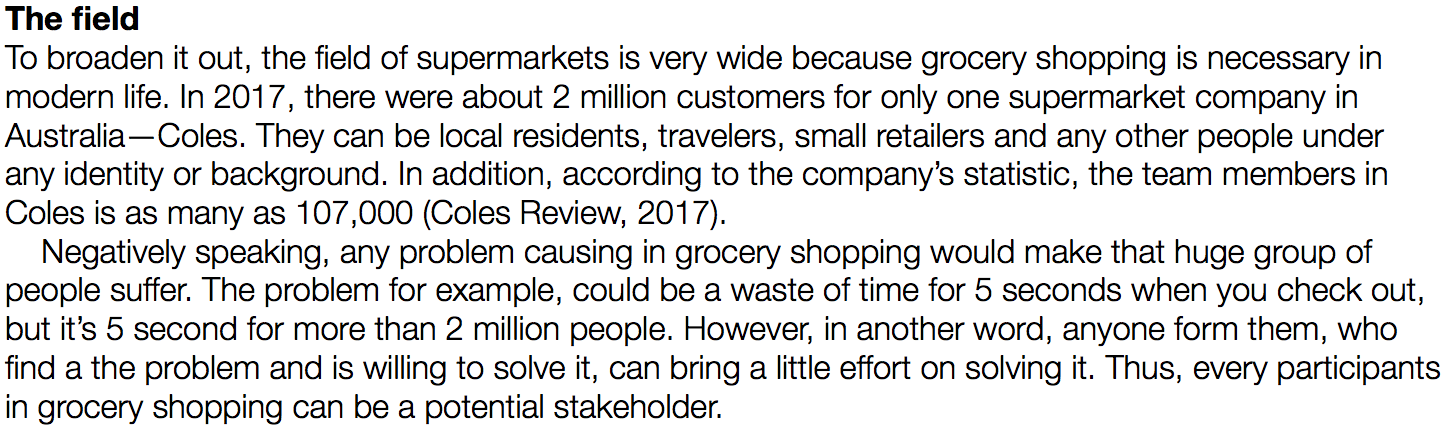 The field
To broaden it out, the field of supermarkets is very wide because grocery shopping is necessary in
modern life. In 2017, there were about 2 million customers for only one supermarket company in
Australia—Coles. They can be local residents, travelers, small retailers and any other people under
any identity or background. In addition, according to the company's statistic, the team members in
Coles is as many as 107,000 (Coles Review, 2017).
Negatively speaking, any problem causing in grocery shopping would make that huge group of
people suffer. The problem for example, could be a waste of time for 5 seconds when you check out,
but it's 5 second for more than 2 million people. However, in another word, anyone form them, who
find a the problem and is willing to solve it, can bring a little effort on solving it. Thus, every participants
in grocery shopping can be a potential stakeholder.